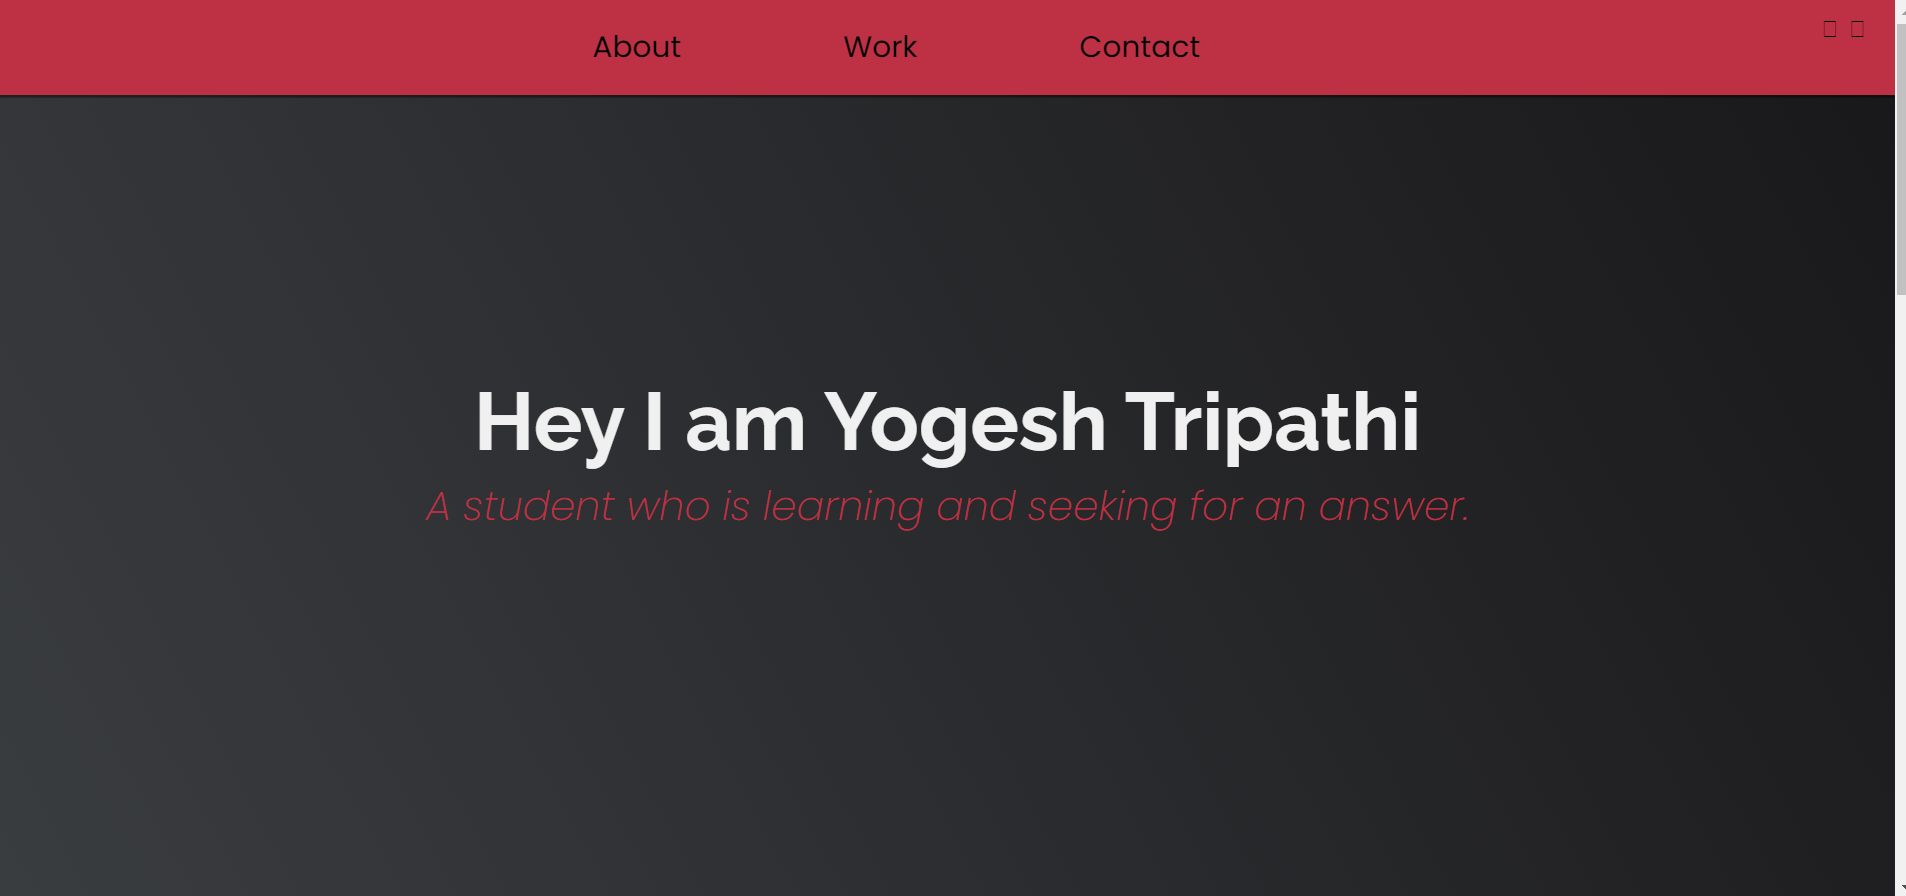 About Work Contact
Hey I am Yogesh Tripathi
A student who is learning and seeking for an answer.